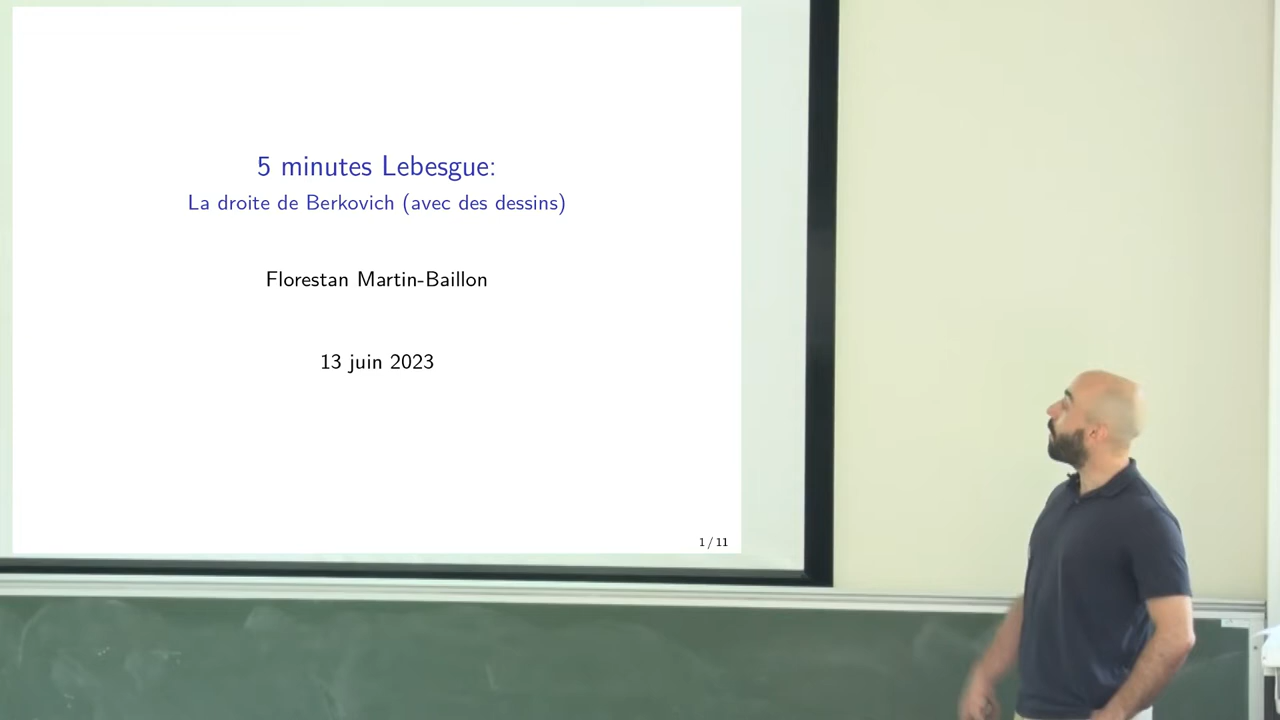 5 minutes Lebesgue:
La droite de Berkovich (avec des dessins)
Florestan Martin-Baillon
13 juin 2023
1 / 11